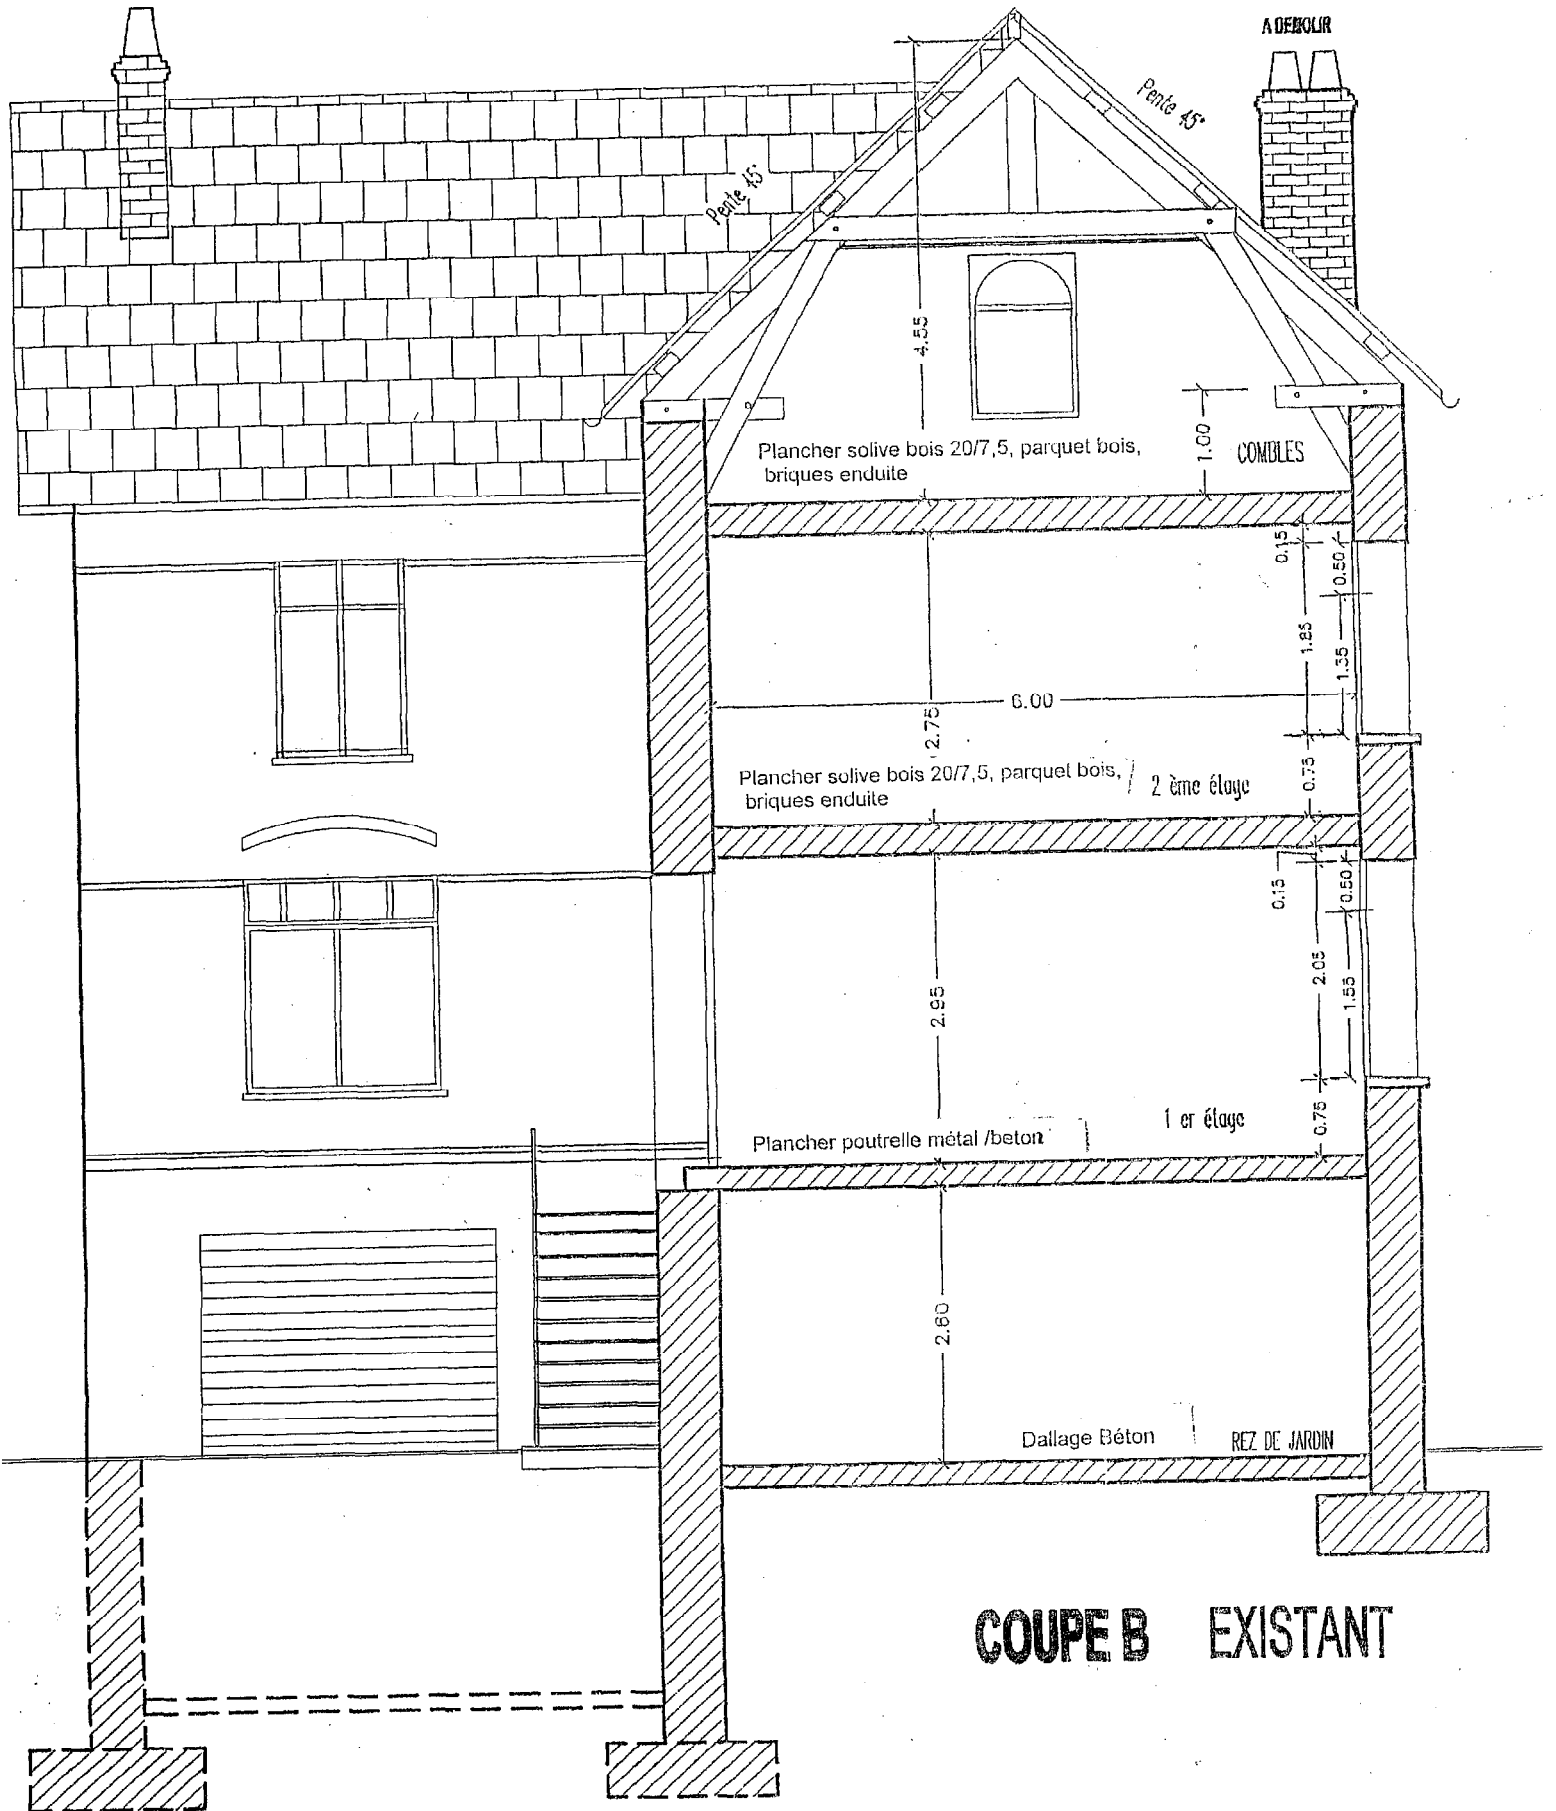 A DEMOLIR
Pente 45°
Pente 45°
4.55
1.00
COMBLES
Plancher solive bois 20/7,5, parquet bois,
briques enduite
0.15
0.50
1.85
1.35
6.00
2.75
0.75
Plancher solive bois 20/7,5, parquet bois,
briques enduite
2 ème étage
0.15
0.50
2.05
1.55
2.95
0.75
1 er étage
Plancher poutrelle métal /beton
2.60
Dallage Béton
REZ DE JARDIN
COUPE B EXISTANT